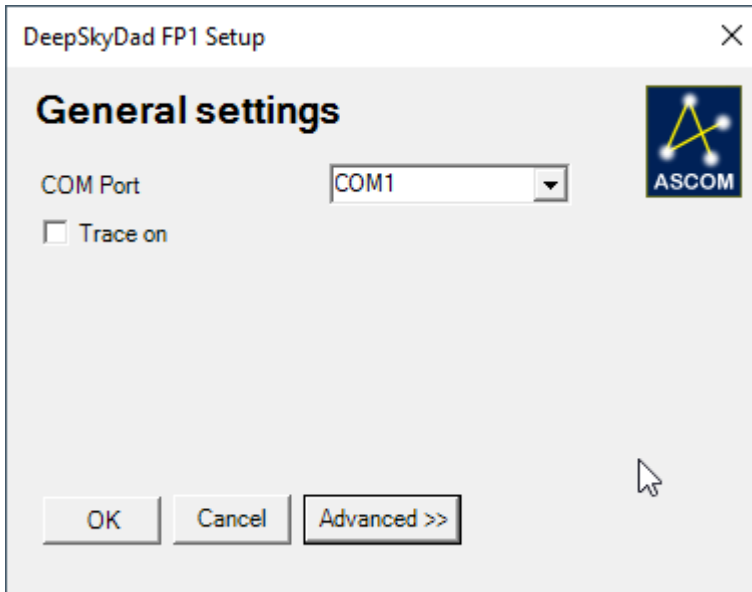 DeepSkyDad FP1 Setup
General settings
ASCOM
COM Port
COM1
Trace on
OK
Cancel
Advanced >>